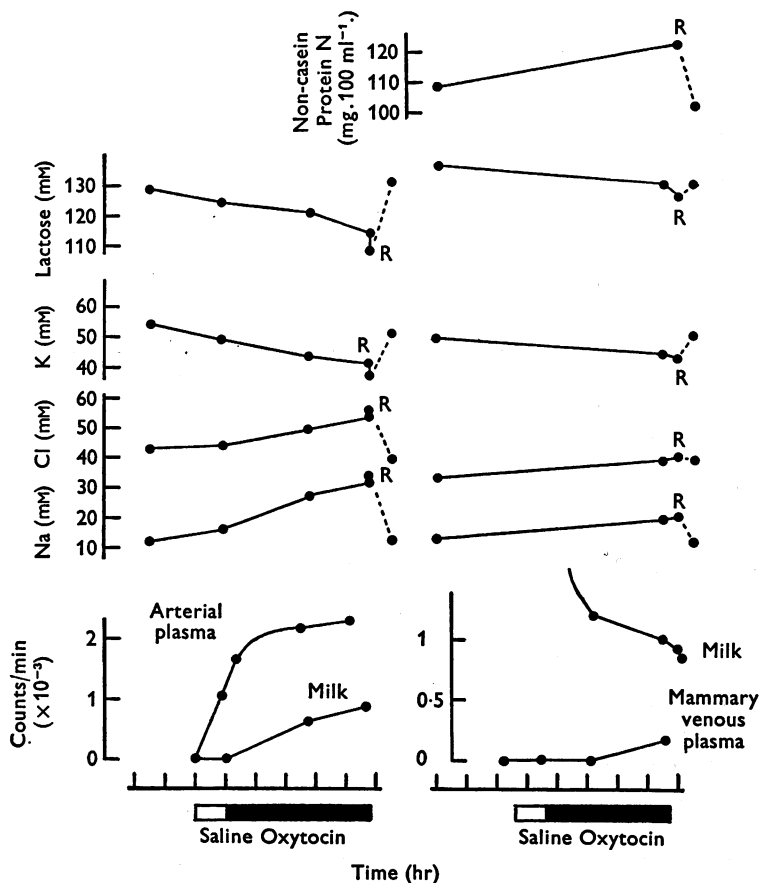 Non-casein
Protein N
(mg.100 ml⁻¹.)
120
110
100
R
Lactose (mM)
130
120
110
R
R
K (mM)
60
50
40
R
R
Cl (mM)
60
50
40
R
R
Na (mM)
30
20
10
R
R
Counts/min
(×10⁻³)
2
1
0
Arterial
plasma
Milk
1
0·5
0
Milk
Mammary
venous
plasma
Saline Oxytocin
Saline Oxytocin
Time (hr)